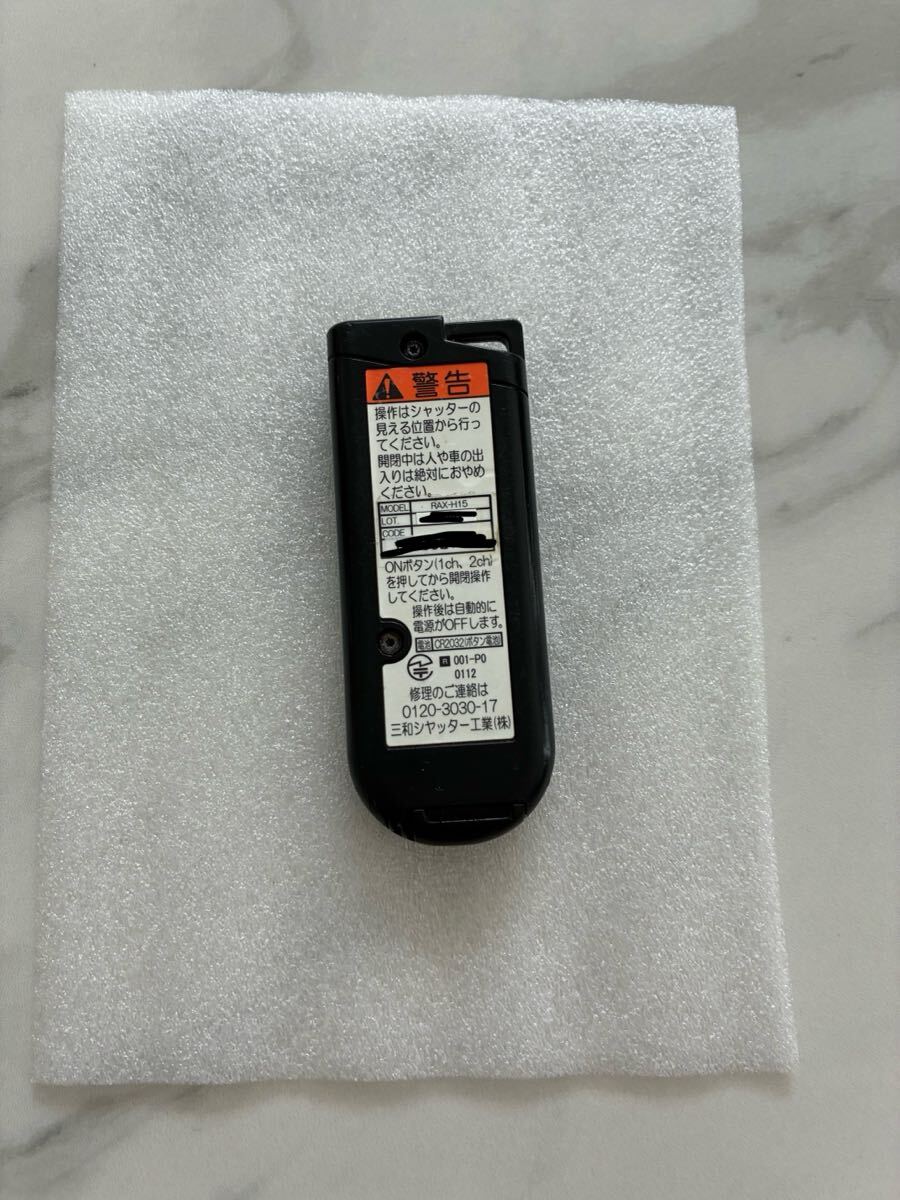 警告
操作はシャッターの
見える位置から行っ
てください。
開閉中は人や車の出
入りは絶対におやめ
ください。
MODEL RAX-H15
LOT.
CODE
ONボタン(1ch、2ch)
を押してから開閉操作
してください。
操作後は自動的に
電源がOFFします。
電池 CR2032(ボタン電池)
R 001-P0
0112
修理のご連絡は
0120-3030-17
三和シヤッター工業(株)